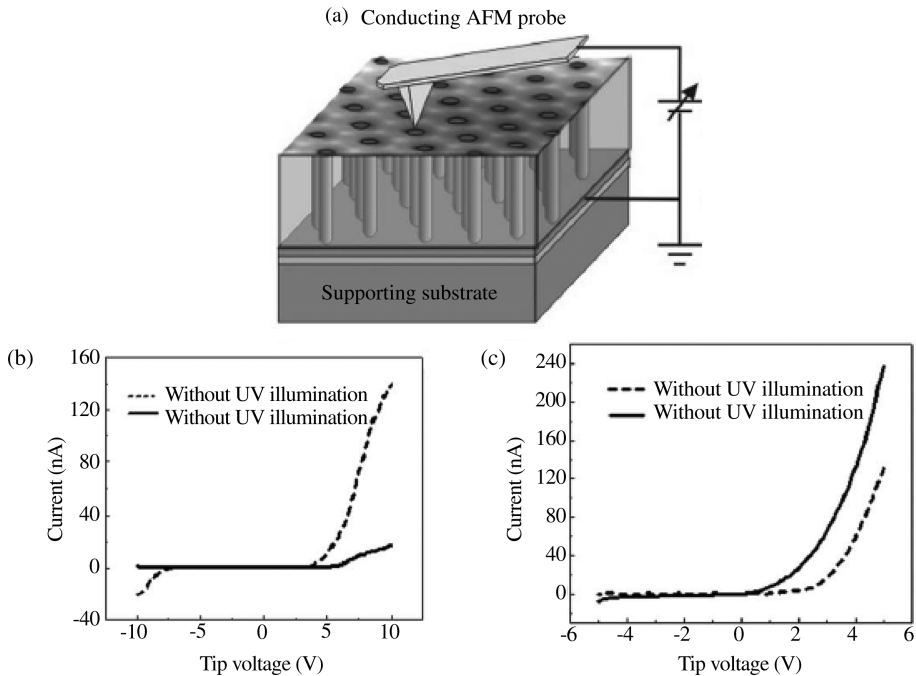 (a) Conducting AFM probe
Supporting substrate
(b)
160
120
80
40
0
-40
Current (nA)
Without UV illumination
Without UV illumination
-10
-5
0
5
10
Tip voltage (V)
(c)
240
200
160
120
80
40
0
Current (nA)
Without UV illumination
Without UV illumination
-6
-4
-2
0
2
4
6
Tip voltage (V)